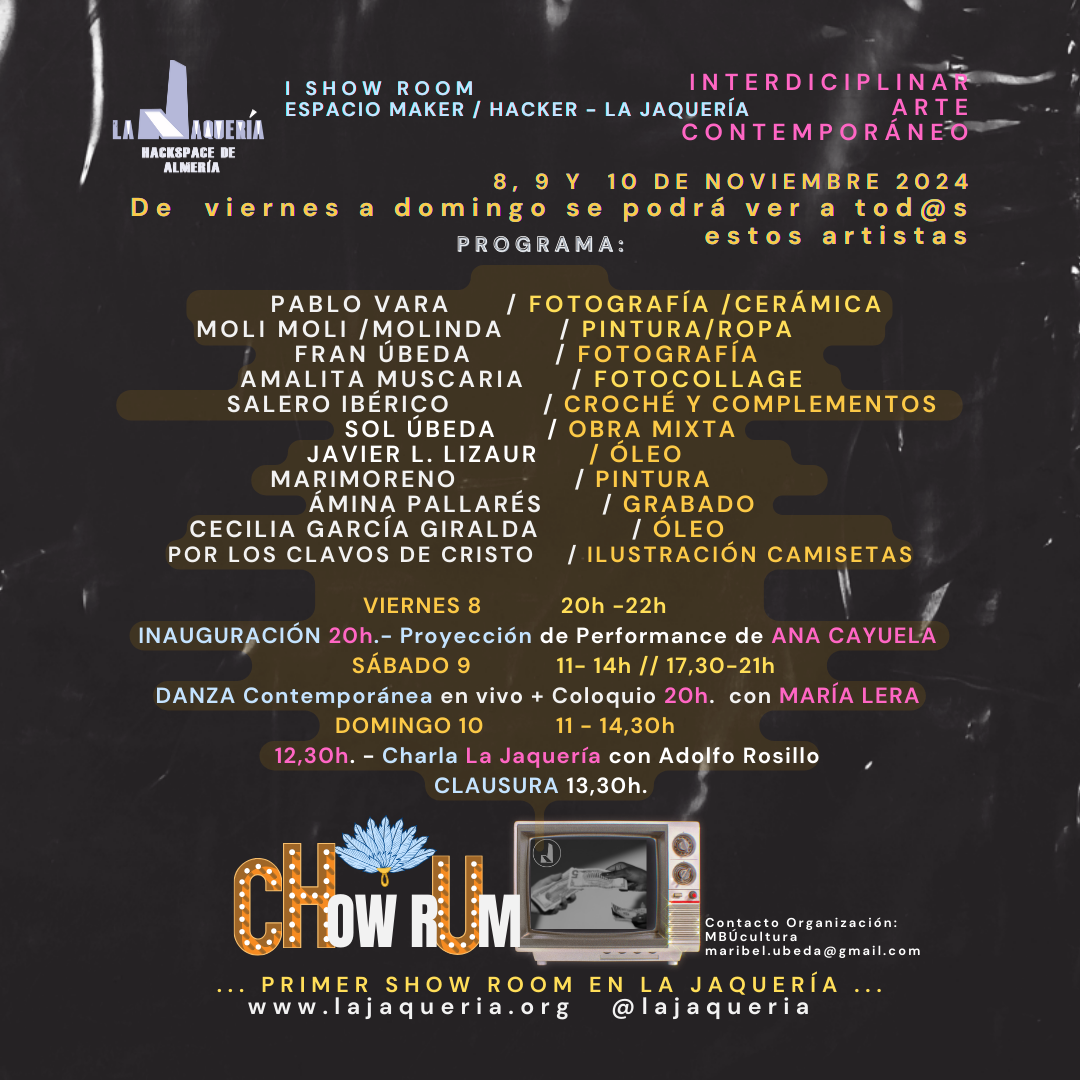 LA JAQUERÍA
HACKSPACE DE
ALMERÍA
I SHOW ROOM
ESPACIO MAKER / HACKER - LA JAQUERÍA
INTERDICIPLINAR
ARTE
CONTEMPORÁNEO
8, 9 Y 10 DE NOVIEMBRE 2024
De viernes a domingo se podrá ver a tod@s
estos artistas
PROGRAMA:
PABLO VARA / FOTOGRAFÍA /CERÁMICA
MOLI MOLI /MOLINDA / PINTURA/ROPA
FRAN ÚBEDA / FOTOGRAFÍA
AMALITA MUSCARIA / FOTOCOLLAGE
SALERO IBÉRICO / CROCHÉ Y COMPLEMENTOS
SOL ÚBEDA / OBRA MIXTA
JAVIER L. LIZAUR / ÓLEO
MARIMORENO / PINTURA
ÁMINA PALLARÉS / GRABADO
CECILIA GARCÍA GIRALDA / ÓLEO
POR LOS CLAVOS DE CRISTO / ILUSTRACIÓN CAMISETAS
VIERNES 8 20h -22h
INAUGURACIÓN 20h.- Proyección de Performance de ANA CAYUELA
SÁBADO 9 11- 14h // 17,30-21h
DANZA Contemporánea en vivo + Coloquio 20h. con MARÍA LERA
DOMINGO 10 11 - 14,30h
12,30h. - Charla La Jaquería con Adolfo Rosillo
CLAUSURA 13,30h.
CHOW RUM
Contacto Organización:
MBÚcultura
maribel.ubeda@gmail.com
... PRIMER SHOW ROOM EN LA JAQUERÍA ...
www.lajaqueria.org @lajaqueria